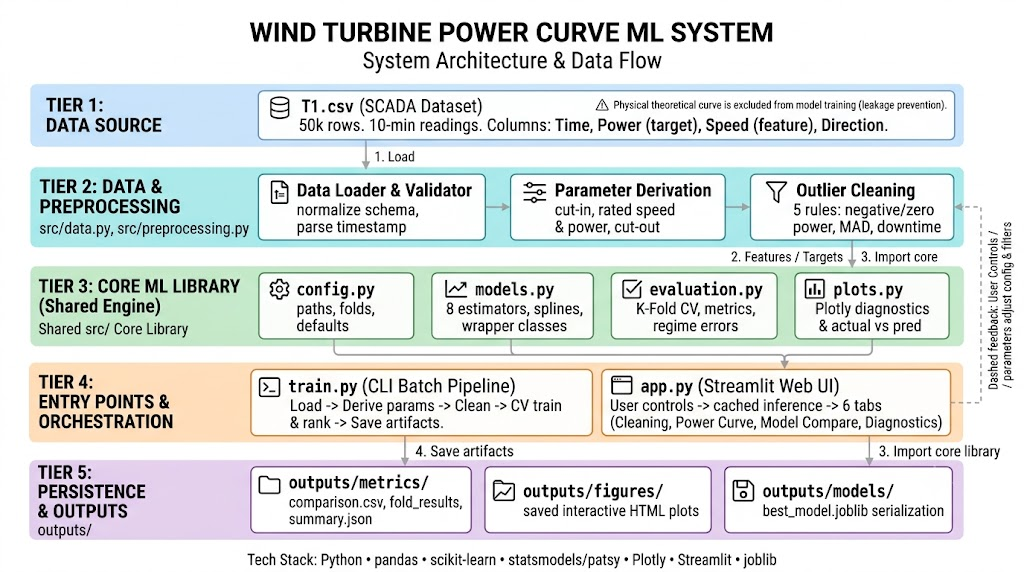 WIND TURBINE POWER CURVE ML SYSTEM
System Architecture & Data Flow
TIER 1:
DATA SOURCE
T1.csv (SCADA Dataset)
Physical theoretical curve is excluded from model training (leakage prevention).
50k rows. 10-min readings. Columns: Time, Power (target), Speed (feature), Direction.
1. Load
TIER 2: DATA &
PREPROCESSING
src/data.py, src/preprocessing.py
Data Loader & Validator
normalize schema,
parse timestamp
Parameter Derivation
cut-in, rated speed
& power, cut-out
Outlier Cleaning
5 rules: negative/zero
power, MAD, downtime
2. Features / Targets
3. Import core
TIER 3: CORE ML LIBRARY
(Shared Engine)
Shared src/ Core Library
config.py
paths, folds,
defaults
models.py
8 estimators, splines,
wrapper classes
evaluation.py
K-Fold CV, metrics,
regime errors
plots.py
Plotly diagnostics
& actual vs pred
Dashed feedback: User Controls /
/ parameters adjust config & filters
TIER 4:
ENTRY POINTS &
ORCHESTRATION
train.py (CLI Batch Pipeline)
Load -> Derive params -> Clean -> CV train
& rank -> Save artifacts.
app.py (Streamlit Web UI)
User controls -> cached inference -> 6 tabs
(Cleaning, Power Curve, Model Compare, Diagnostics)
4. Save artifacts
3. Import core library
TIER 5:
PERSISTENCE
& OUTPUTS
outputs/
outputs/metrics/
comparison.csv, fold_results,
summary.json
outputs/figures/
saved interactive HTML plots
outputs/models/
best_model.joblib serialization
Tech Stack: Python • pandas • scikit-learn • statsmodels/patsy • Plotly • Streamlit • joblib